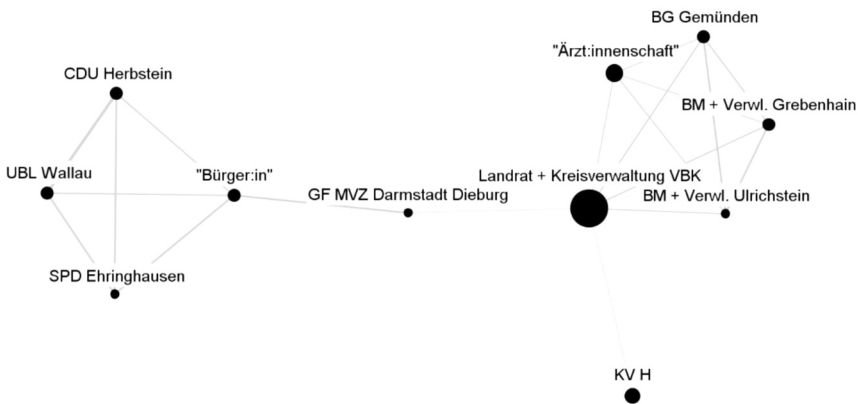 BG Gemünden
"Ärzt:innenschaft"
CDU Herbstein
BM + Verwl. Grebenhain
UBL Wallau
"Bürger:in"
Landrat + Kreisverwaltung VBK
GF MVZ Darmstadt Dieburg
BM + Verwl. Ulrichstein
SPD Ehringhausen
KV H